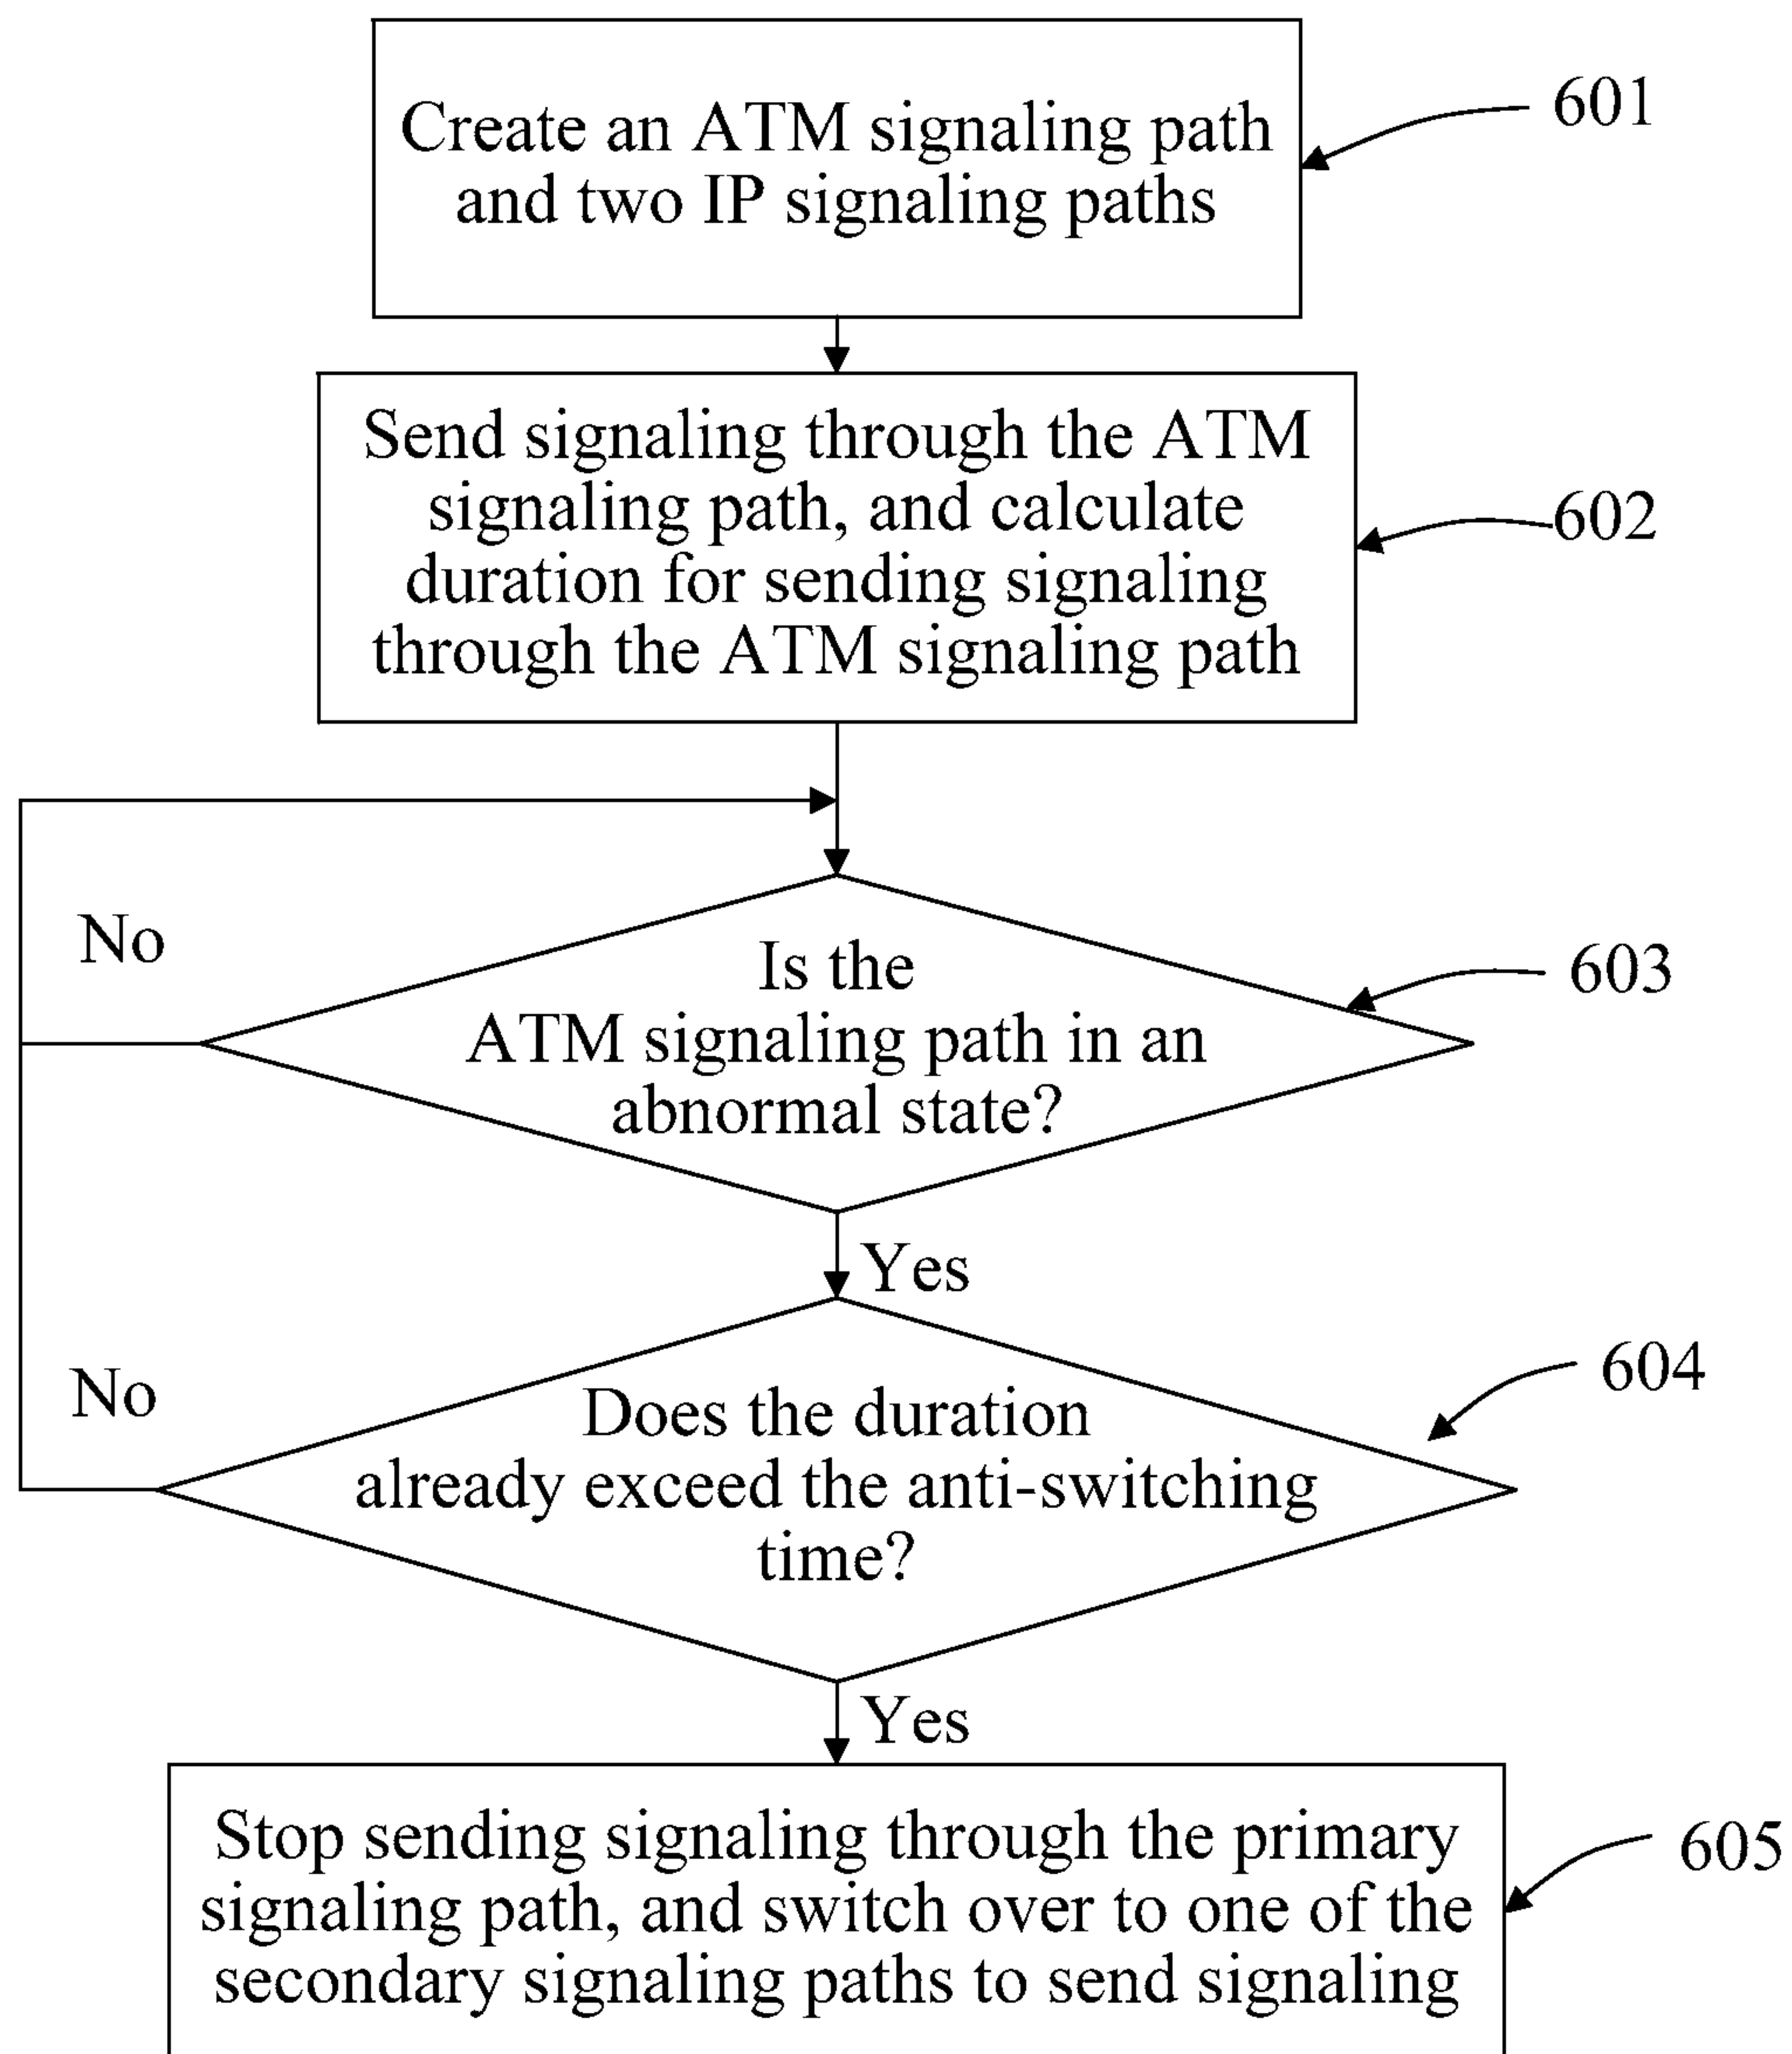 Create an ATM signaling path
and two IP signaling paths
601
Send signaling through the ATM
signaling path, and calculate
duration for sending signaling
through the ATM signaling path
602
No
Is the
ATM signaling path in an
abnormal state?
603
Yes
No
Does the duration
already exceed the anti-switching
time?
604
Yes
Stop sending signaling through the primary
signaling path, and switch over to one of the
secondary signaling paths to send signaling
605